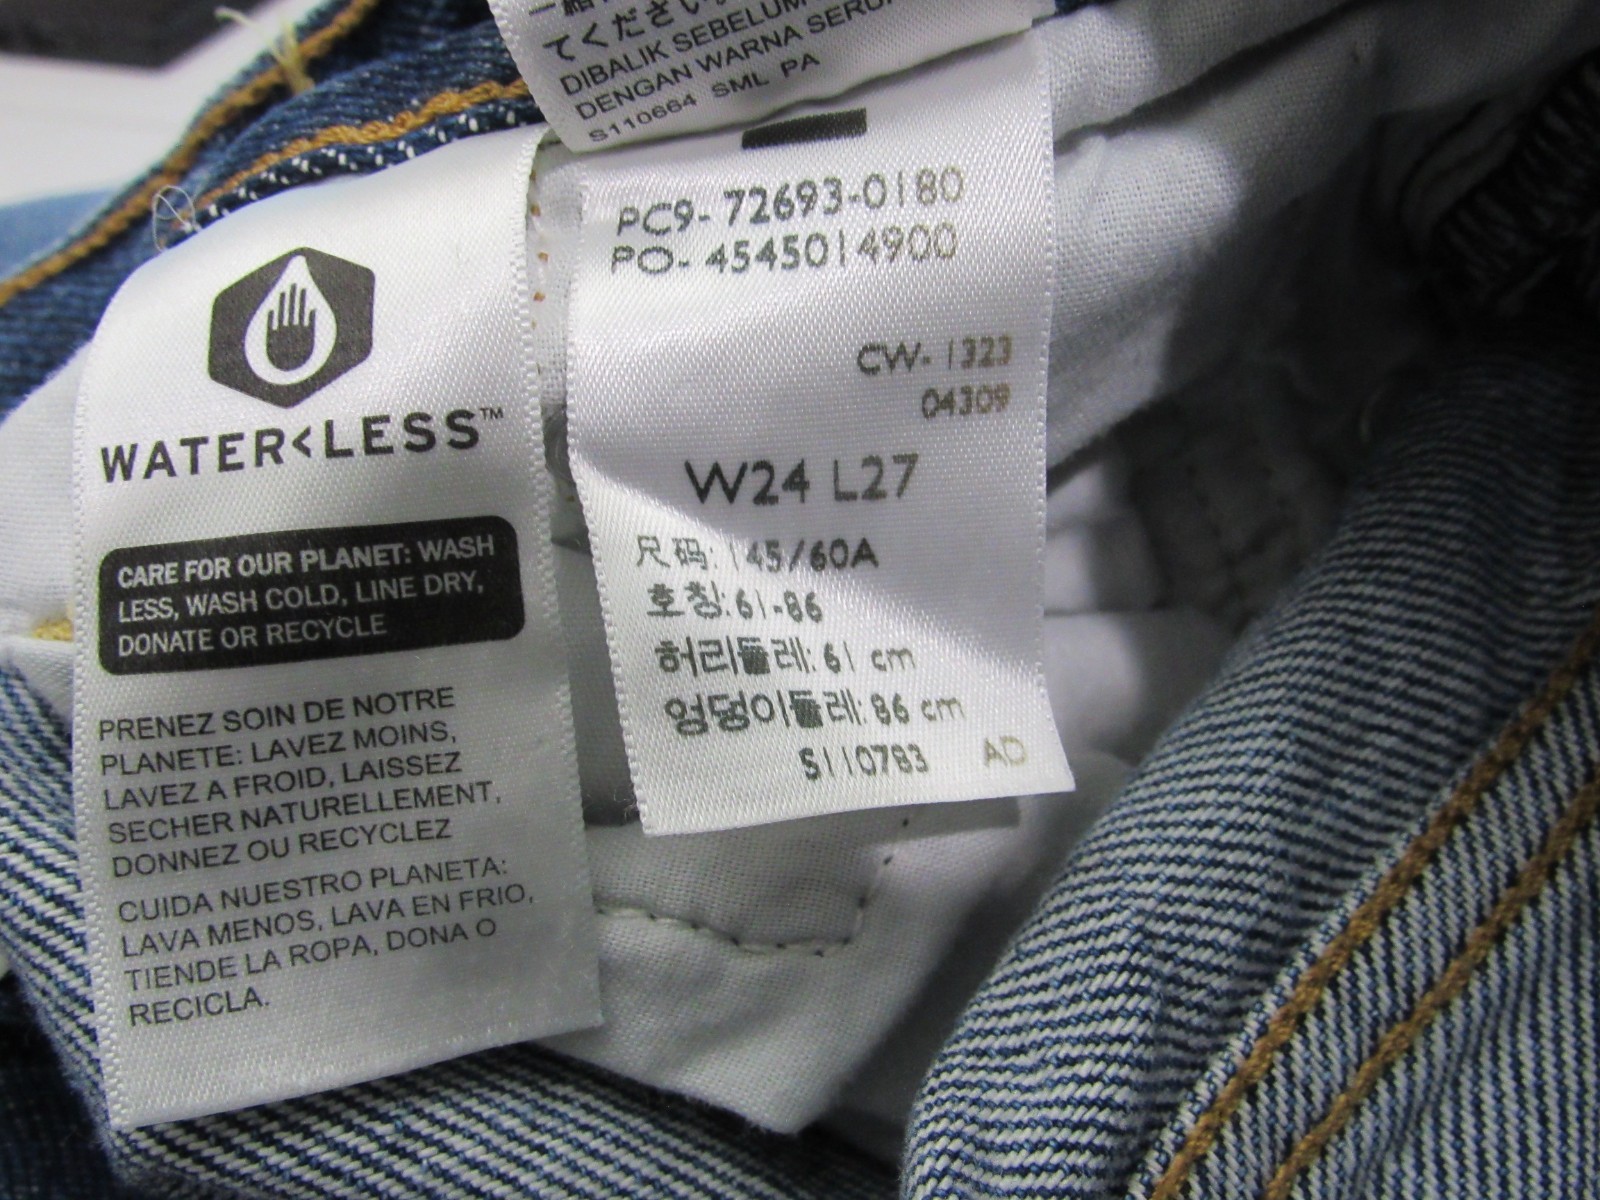 てください。
DIBALIK SEBELUM
DENGAN WARNA
S110664 SML PA
WATER<LESS™
CARE FOR OUR PLANET: WASH
LESS, WASH COLD, LINE DRY,
DONATE OR RECYCLE
PRENEZ SOIN DE NOTRE
PLANETE: LAVEZ MOINS,
LAVEZ A FROID, LAISSEZ
SECHER NATURELLEMENT,
DONNEZ OU RECYCLEZ
CUIDA NUESTRO PLANETA:
LAVA MENOS, LAVA EN FRIO,
TIENDE LA ROPA, DONA O
RECICLA.
PC9-72693-0180
PO-4545014900
CW-1323
04309
W24 L27
尺码: 145/60A
호칭: 61-86
허리둘레: 61 cm
엉덩이둘레: 86 cm
S110783 AD